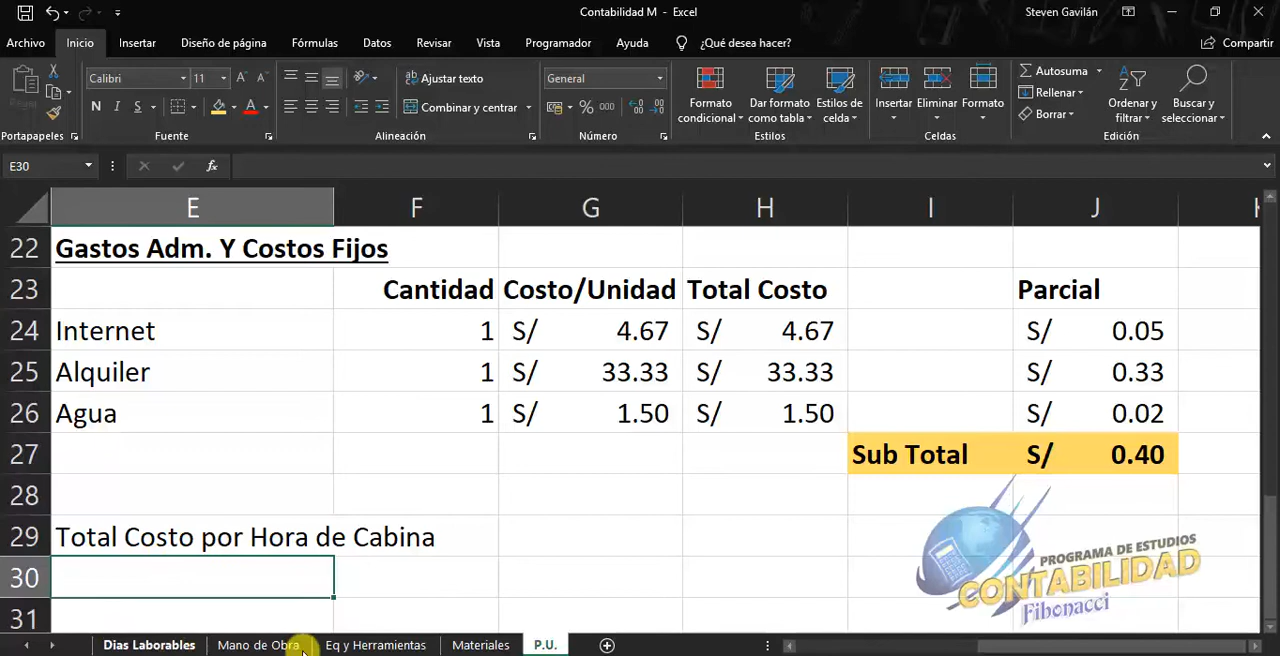 Contabilidad M - Excel
Steven Gavilán
Archivo Inicio Insertar Diseño de página Fórmulas Datos Revisar Vista Programador Ayuda ¿Qué desea hacer? Compartir
Calibri 11 Ajustar texto General Autosuma
N K S Combinar y centrar % 000 Rellenar
Borrar
Formato condicional Dar formato como tabla Estilos de celda Insertar Eliminar Formato Ordenar y filtrar Buscar y seleccionar
Portapapeles Fuente Alineación Número Estilos Celdas Edición
E30 fx
E F G H I J
22 Gastos Adm. Y Costos Fijos
23 Cantidad Costo/Unidad Total Costo Parcial
24 Internet 1 S/ 4.67 S/ 4.67 S/ 0.05
25 Alquiler 1 S/ 33.33 S/ 33.33 S/ 0.33
26 Agua 1 S/ 1.50 S/ 1.50 S/ 0.02
27 Sub Total S/ 0.40
28
29 Total Costo por Hora de Cabina
30
31
PROGRAMA DE ESTUDIOS
CONTABILIDAD
Fibonacci
Dias Laborables Mano de Obra Eq y Herramientas Materiales P.U.